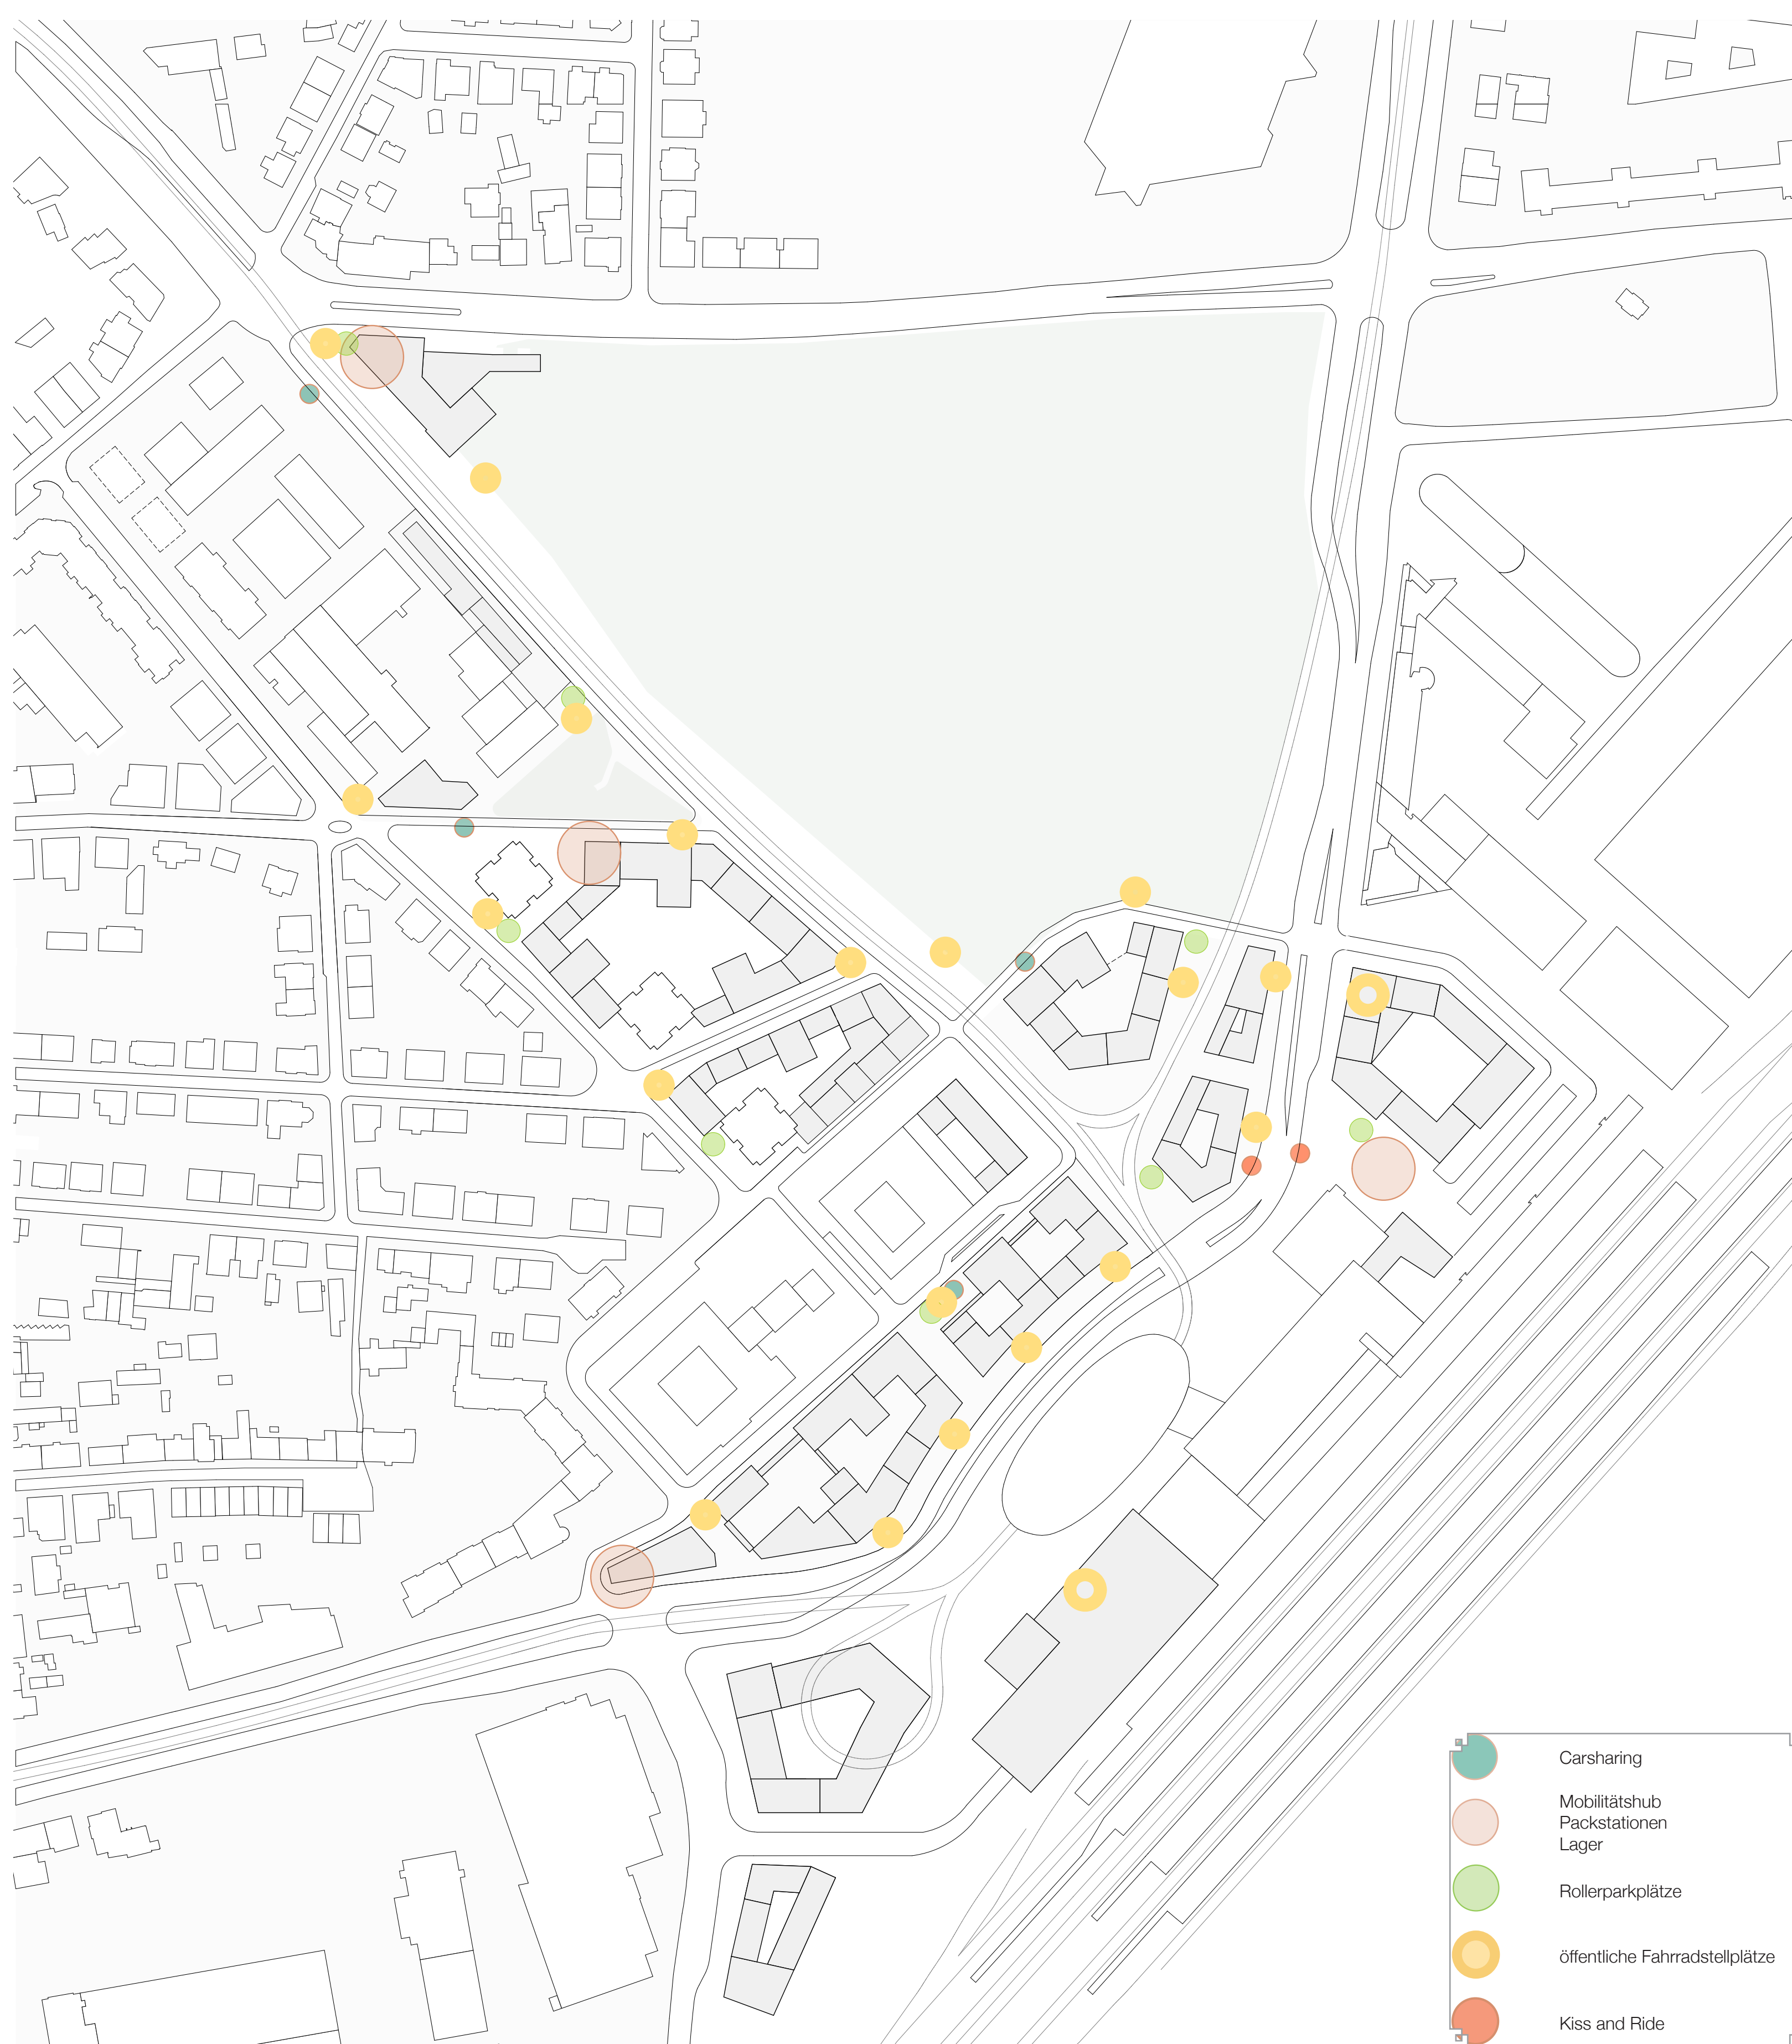 Carsharing
Mobilitätshub
Packstationen
Lager
Rollerparkplätze
öffentliche Fahrradstellplätze
Kiss and Ride